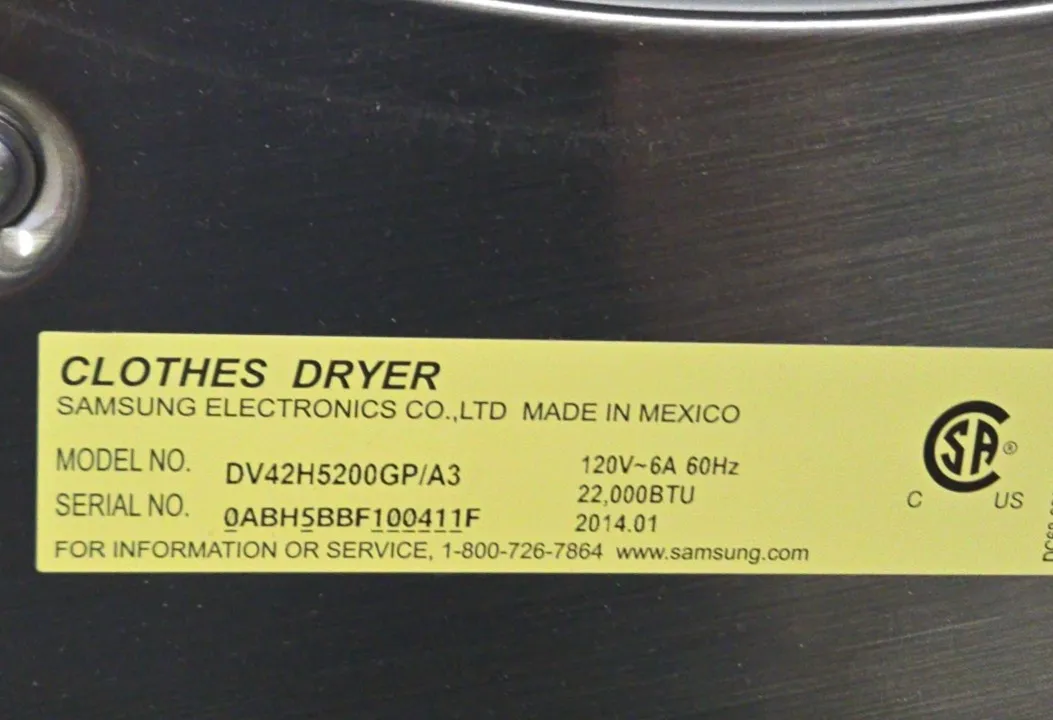 CLOTHES DRYER
SAMSUNG ELECTRONICS CO.,LTD MADE IN MEXICO
MODEL NO. DV42H5200GP/A3 120V~6A 60Hz
22,000BTU
SERIAL NO. 0ABH5BBF100411F 2014.01
FOR INFORMATION OR SERVICE, 1-800-726-7864 www.samsung.com
C SA ® US